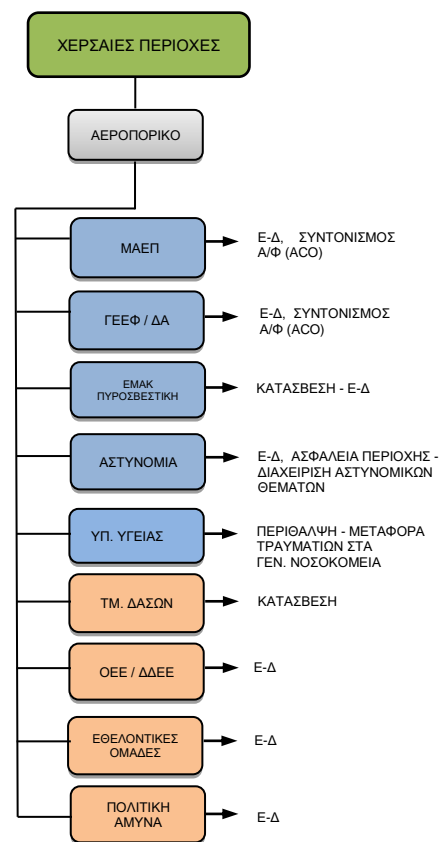 ΧΕΡΣΑΙΕΣ ΠΕΡΙΟΧΕΣ
ΑΕΡΟΠΟΡΙΚΟ
ΜΑΕΠ
Ε-Δ, ΣΥΝΤΟΝΙΣΜΟΣ
Α/Φ (ACO)
ΓΕΕΦ / ΔΑ
Ε-Δ, ΣΥΝΤΟΝΙΣΜΟΣ
Α/Φ (ACO)
ΕΜΑΚ
ΠΥΡΟΣΒΕΣΤΙΚΗ
ΚΑΤΑΣΒΕΣΗ - Ε-Δ
ΑΣΤΥΝΟΜΙΑ
Ε-Δ, ΑΣΦΑΛΕΙΑ ΠΕΡΙΟΧΗΣ -
ΔΙΑΧΕΙΡΙΣΗ ΑΣΤΥΝΟΜΙΚΩΝ
ΘΕΜΑΤΩΝ
ΥΠ. ΥΓΕΙΑΣ
ΠΕΡΙΘΑΛΨΗ - ΜΕΤΑΦΟΡΑ
ΤΡΑΥΜΑΤΙΩΝ ΣΤΑ
ΓΕΝ. ΝΟΣΟΚΟΜΕΙΑ
ΤΜ. ΔΑΣΩΝ
ΚΑΤΑΣΒΕΣΗ
ΟΕΕ / ΔΔΕΕ
Ε-Δ
ΕΘΕΛΟΝΤΙΚΕΣ
ΟΜΑΔΕΣ
Ε-Δ
ΠΟΛΙΤΙΚΗ
ΑΜΥΝΑ
Ε-Δ